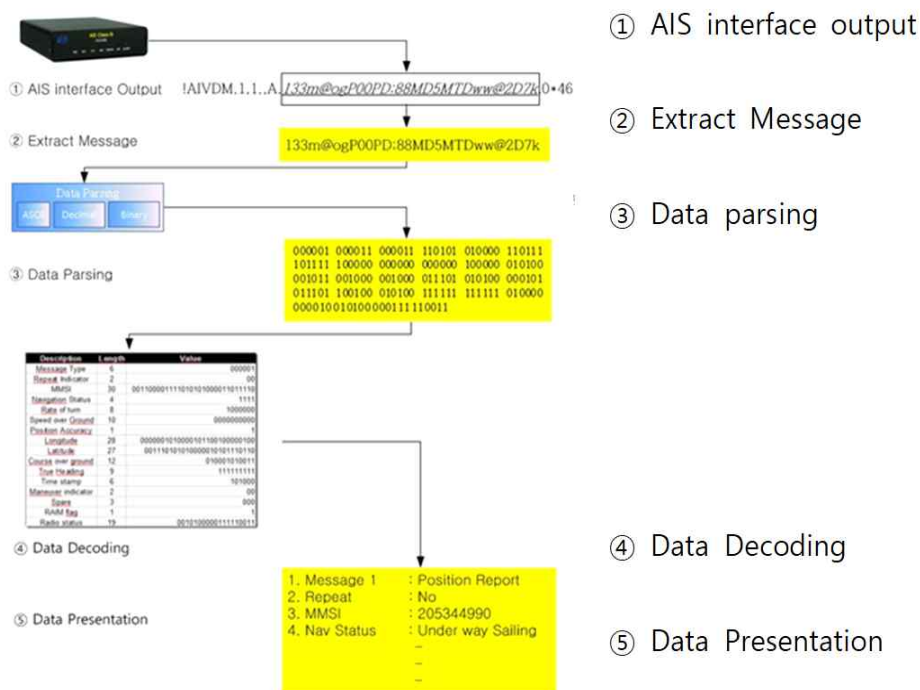 AIS Class B
① AIS interface Output
!AIVDM.1.1..A.133m@ogP00PD:88MD5MTDww@2D7k.0*46
② Extract Message
133m@ogP00PD:88MD5MTDww@2D7k
Data Parsing
ASCII Decimal Binary
000001 000011 000011 110101 010000 110111
101111 100000 000000 000000 100000 010100
001011 001000 001000 011101 010100 000101
011101 100100 010100 111111 111111 010000
000010010100000111110011
③ Data Parsing
Description Length Value
Message Type 6 000001
Repeat Indicator 2 00
MMSI 30 001100001111010101000011011110
Navigation Status 4 1111
Rate of turn 8 1000000
Speed over Ground 10 0000000000
Position Accuracy 1 1
Longitude 28
Latitude 27
Course over ground 12 010001010011
True Heading 9 111111111
Time stamp 6 101000
Maneuver indicator 2 00
Spare 3 000
RAIM flag 1 1
Radio status 19 0010100000111110011
④ Data Decoding
1. Message 1 : Position Report
2. Repeat : No
3. MMSI : 205344990
4. Nav Status : Under way Sailing
–
–
–
⑤ Data Presentation
① AIS interface output
② Extract Message
③ Data parsing
④ Data Decoding
⑤ Data Presentation